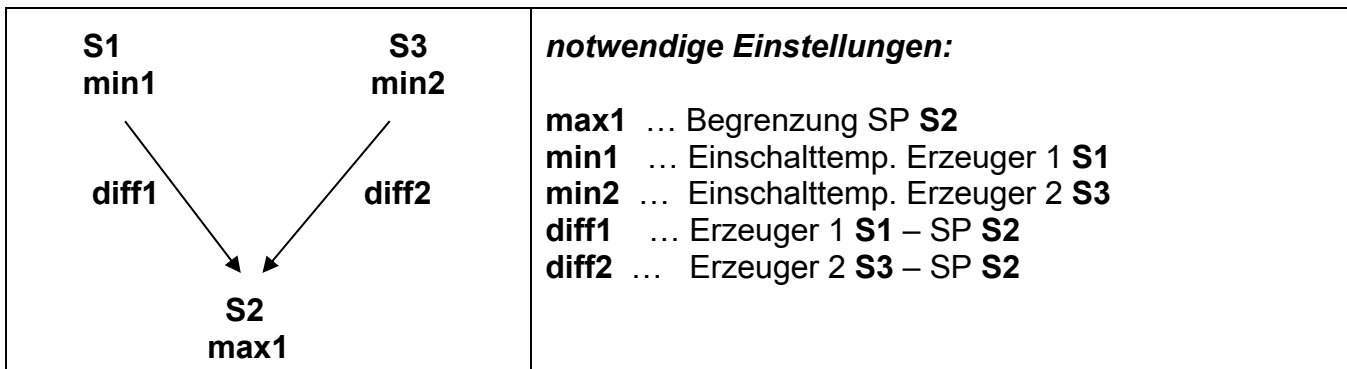 S1 S3
min1 min2
diff1 diff2
S2
max1
notwendige Einstellungen:
max1 … Begrenzung SP S2
min1 … Einschalttemp. Erzeuger 1 S1
min2 … Einschalttemp. Erzeuger 2 S3
diff1 … Erzeuger 1 S1 – SP S2
diff2 … Erzeuger 2 S3 – SP S2